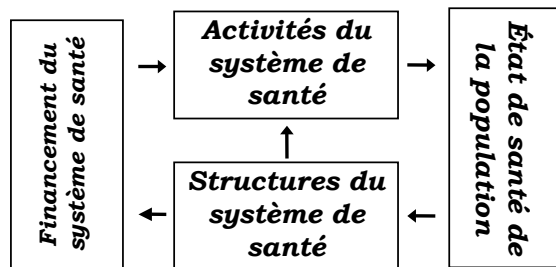 Financement du
système de santé
Activités du
système de
santé
Structures du
système de
santé
État de santé de
la population